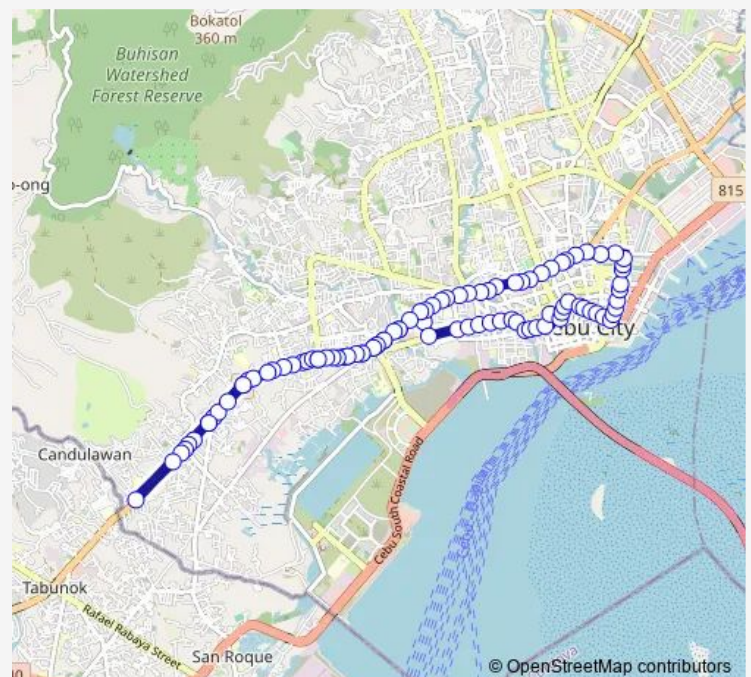 Bokatol
360 m
Buhisan
Watershed
Forest Reserve
o-ong
815
bu City
Candulawan
Cebu South Coastal Road
Tabunok
Rafael Rabaya Street
San Roque
© OpenStreetMap contributors